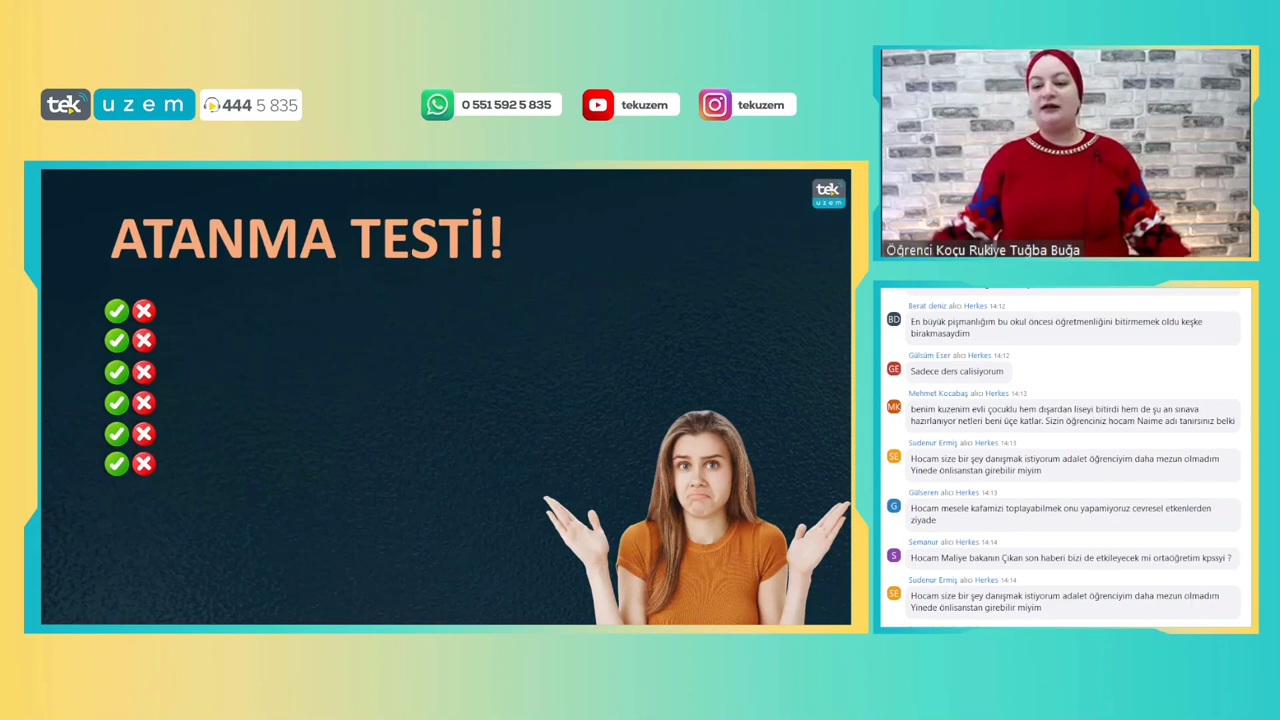 tek uzem 444 5 835
0 551 592 5 835
tekuzem
tekuzem
tek
uzem
ATANMA TESTİ!
Öğrenci Koçu Rukiye Tuğba Buğa
Berat deniz alıcı Herkes 14:12
BD
En büyük pişmanlığım bu okul öncesi öğretmenliğini bitirmemek oldu keşke
birakmasaydim
Gülsüm Eser alıcı Herkes 14:12
GE
Sadece ders calisiyorum
Mehmet Kocabaş alıcı Herkes 14:13
MK
benim kuzenim evli çocuklu hem dışardan liseyi bitirdi hem de şu an sınava
hazırlanıyor netleri beni üçe katlar. Sizin öğrenciniz hocam Naıme adı tanırsınız belki
Sudenur Ermiş alıcı Herkes 14:13
SE
Hocam size bir şey danışmak istiyorum adalet öğrenciyim daha mezun olmadım
Yinede önlisanstan girebilir miyim
Gülseren alıcı Herkes 14:13
G
Hocam mesele kafamizi toplayabilmek onu yapamiyoruz cevresel etkenlerden
ziyade
Semanur alıcı Herkes 14:14
S
Hocam Maliye bakanın Çıkan son haberi bizi de etkileyecek mi ortaöğretim kpssyi ?
Sudenur Ermiş alıcı Herkes 14:14
SE
Hocam size bir şey danışmak istiyorum adalet öğrenciyim daha mezun olmadım
Yinede önlisanstan girebilir miyim